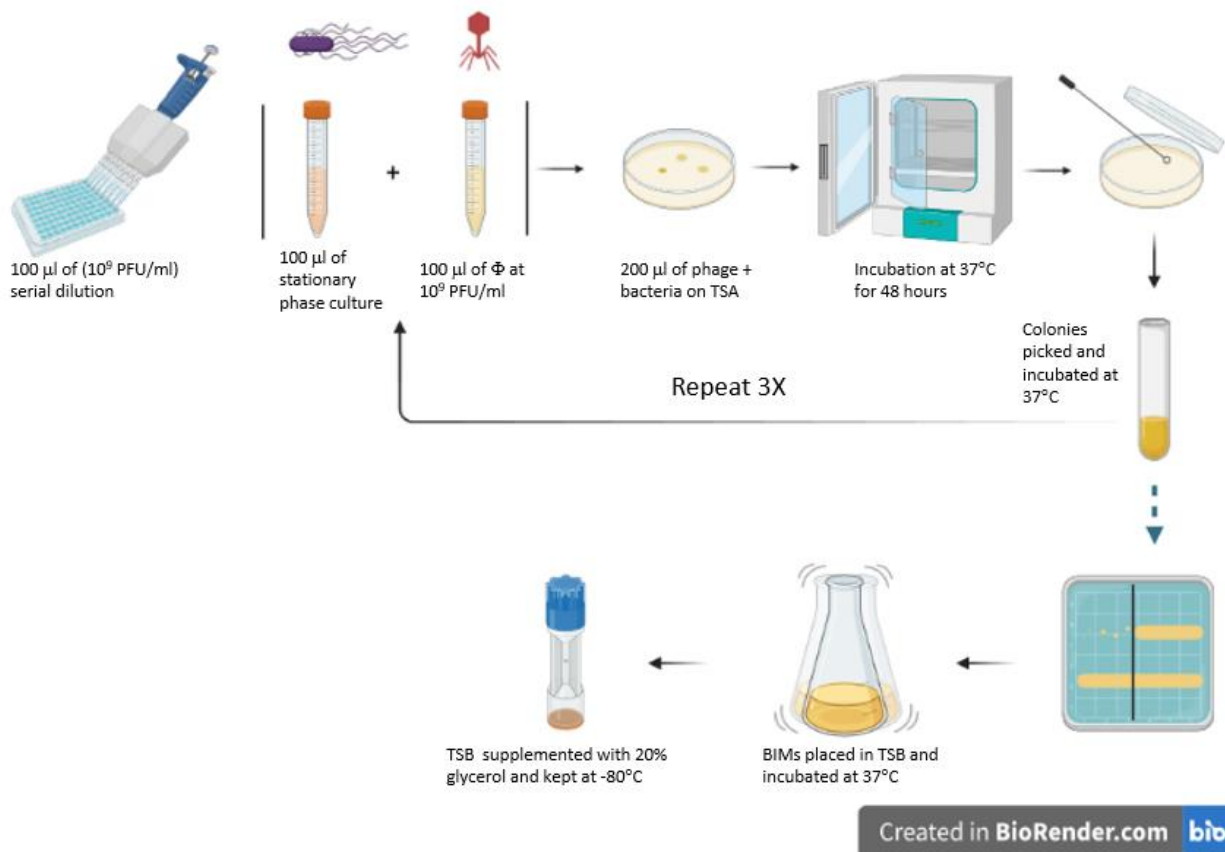 100 µl of (10⁹ PFU/ml)
serial dilution
100 µl of
stationary
phase culture
+
100 µl of Φ at
10⁹ PFU/ml
200 µl of phage +
bacteria on TSA
Incubation at 37°C
for 48 hours
Colonies
picked and
incubated at
37°C
Repeat 3X
TSB  supplemented with 20%
glycerol and kept at -80°C
BIMs placed in TSB and
incubated at 37°C
Created in BioRender.com bio